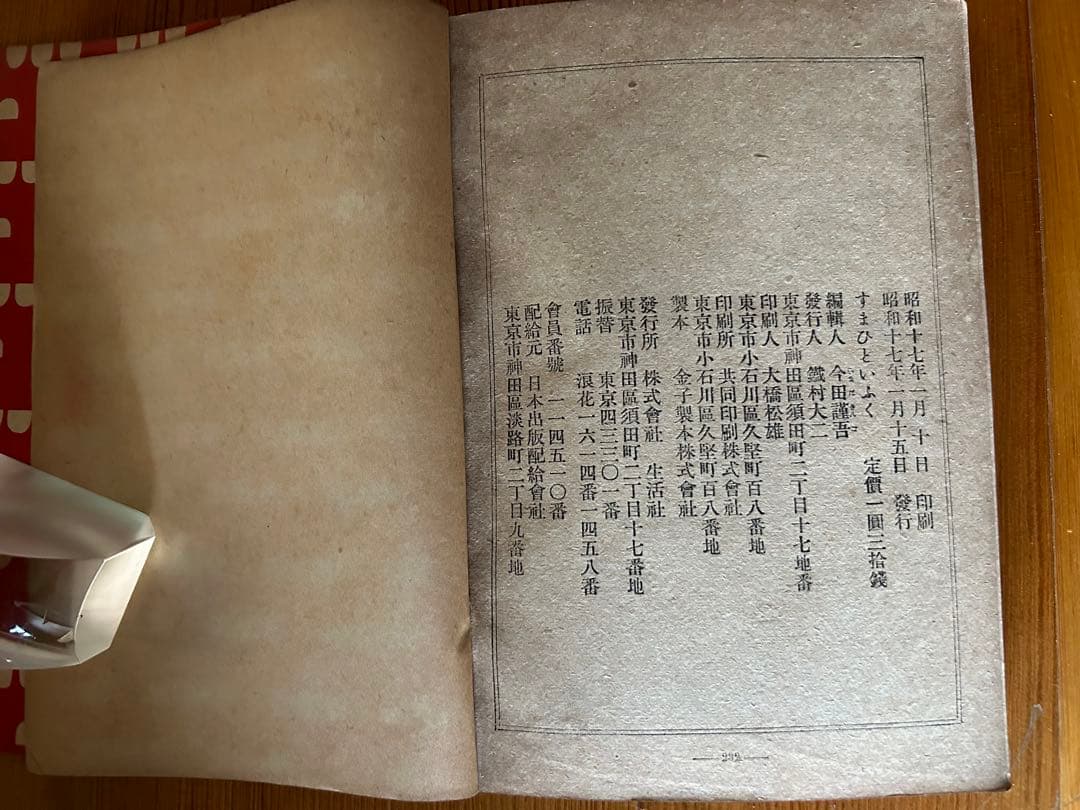 昭和十七年一月 十日 印刷
昭和十七年一月十五日 發行
すまひといふく 定價一圓三拾錢
編輯人 今田謹吾
發行人 鐵村大二
東京市神田區須田町二丁目十七地番
印刷人 大橋松雄
東京市小石川區久堅町百八番地
印刷所 共同印刷株式會社
東京市小石川區久堅町百八番地
製本 金子製本株式會社
發行所 株式會社 生活社
東京市神田區須田町二丁目十七番地
振替 東京四三三〇一番
電話 浪花一六一四番一四五八番
會員番號 一一四五一〇番
配給元 日本出版配給會社
東京市神田區淡路町二丁目九番地
232